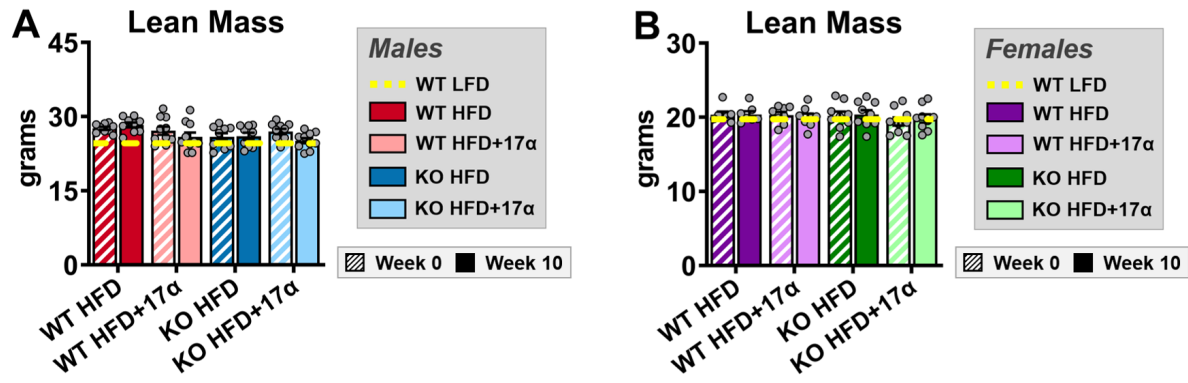 A
Lean Mass
45
30
15
0
grams
WT HFD
WT HFD+17α
KO HFD
KO HFD+17α
Males
WT LFD
WT HFD
WT HFD+17α
KO HFD
KO HFD+17α
Week 0 Week 10
B
Lean Mass
30
20
10
0
grams
WT HFD
WT HFD+17α
KO HFD
KO HFD+17α
Females
WT LFD
WT HFD
WT HFD+17α
KO HFD
KO HFD+17α
Week 0 Week 10